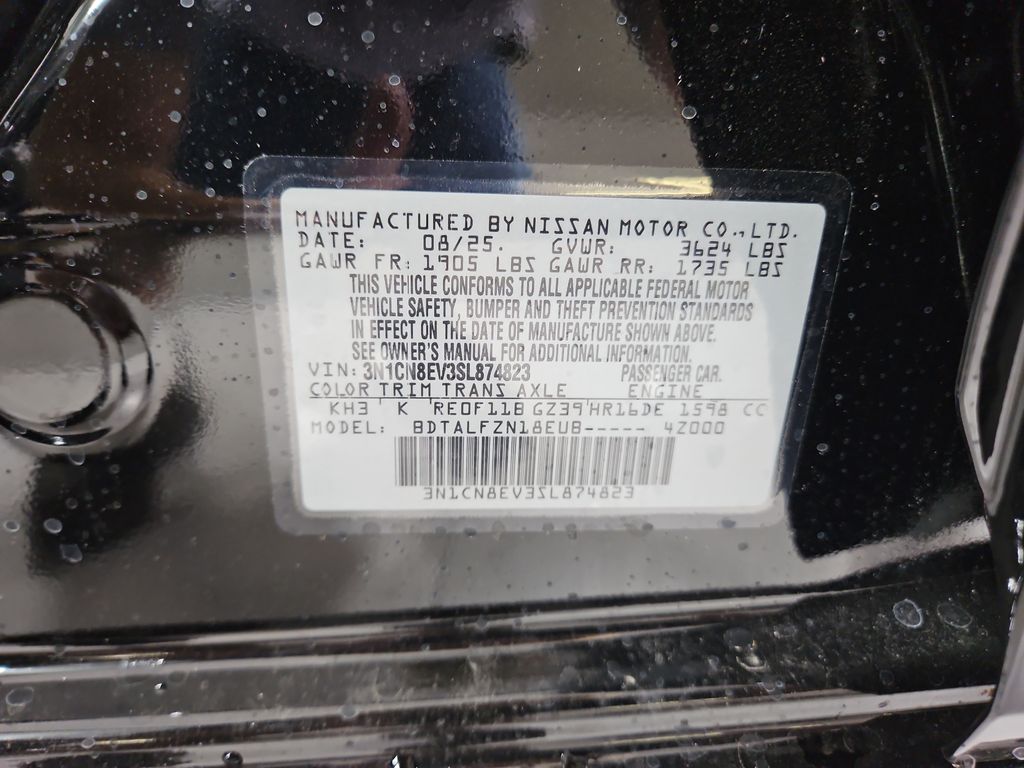 MANUFACTURED BY NISSAN MOTOR CO., LTD.
DATE: 08/25. GVWR: 3624 LBS
GAWR FR: 1905 LBS GAWR RR: 1735 LBS
THIS VEHICLE CONFORMS TO ALL APPLICABLE FEDERAL MOTOR
VEHICLE SAFETY, BUMPER AND THEFT PREVENTION STANDARDS
IN EFFECT ON THE DATE OF MANUFACTURE SHOWN ABOVE.
SEE OWNER'S MANUAL FOR ADDITIONAL INFORMATION.
VIN: 3N1CN8EV3SL874823 PASSENGER CAR.
COLOR TRIM TRANS AXLE ENGINE
KH3 K RE0F11B GZ39 HR16DE 1598 CC
MODEL: BDTALFZN18EUB----- 4Z000
3N1CN8EV3SL874823